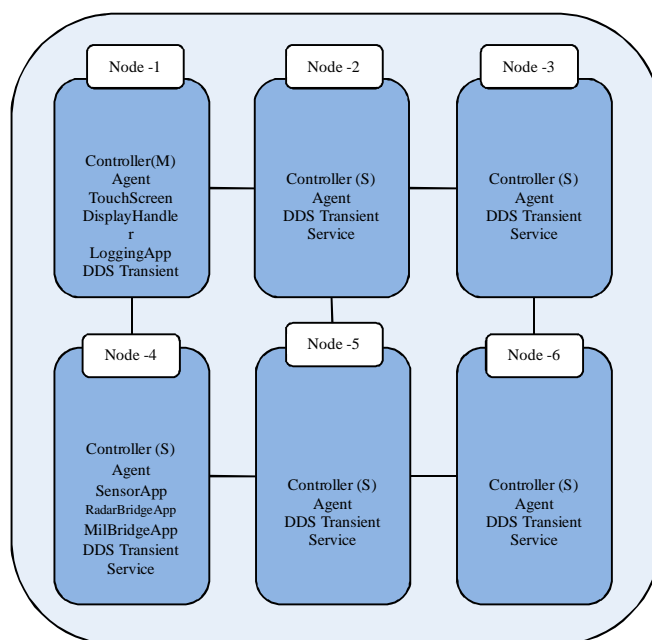 Node -1
Controller(M)
Agent
TouchScreen
DisplayHandle
r
LoggingApp
DDS Transient
Node -2
Controller (S)
Agent
DDS Transient
Service
Node -3
Controller (S)
Agent
DDS Transient
Service
Node -4
Controller (S)
Agent
SensorApp
RadarBridgeApp
MilBridgeApp
DDS Transient
Service
Node -5
Controller (S)
Agent
DDS Transient
Service
Node -6
Controller (S)
Agent
DDS Transient
Service